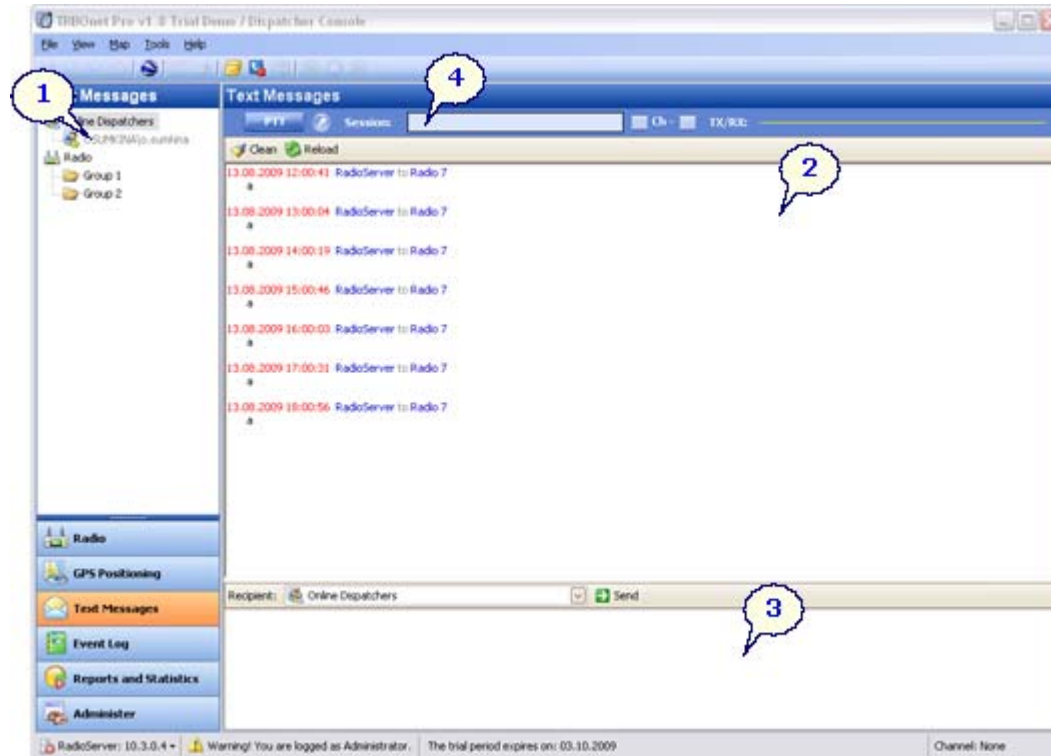 TRBOnet Pro v1.8 Trial Demo / Dispatcher Console
File View Map Tools Help
4
1
Messages
Text Messages
PTT Session: Ch - TX/RX:
Online Dispatchers
Clean Reload
2
Radio
Group 1
Group 2
13.08.2009 12:00:41 RadioServer to Radio 7
a
13.08.2009 13:00:04 RadioServer to Radio 7
a
13.08.2009 14:00:19 RadioServer to Radio 7
a
13.08.2009 15:00:46 RadioServer to Radio 7
a
13.08.2009 16:00:03 RadioServer to Radio 7
a
13.08.2009 17:00:31 RadioServer to Radio 7
a
13.08.2009 18:00:56 RadioServer to Radio 7
a
Radio
GPS Positioning
Text Messages
Event Log
Reports and Statistics
Administer
Recipient: Online Dispatchers Send
3
RadioServer: 10.3.0.4 Warning! You are logged as Administrator. The trial period expires on: 03.10.2009 Channel: None